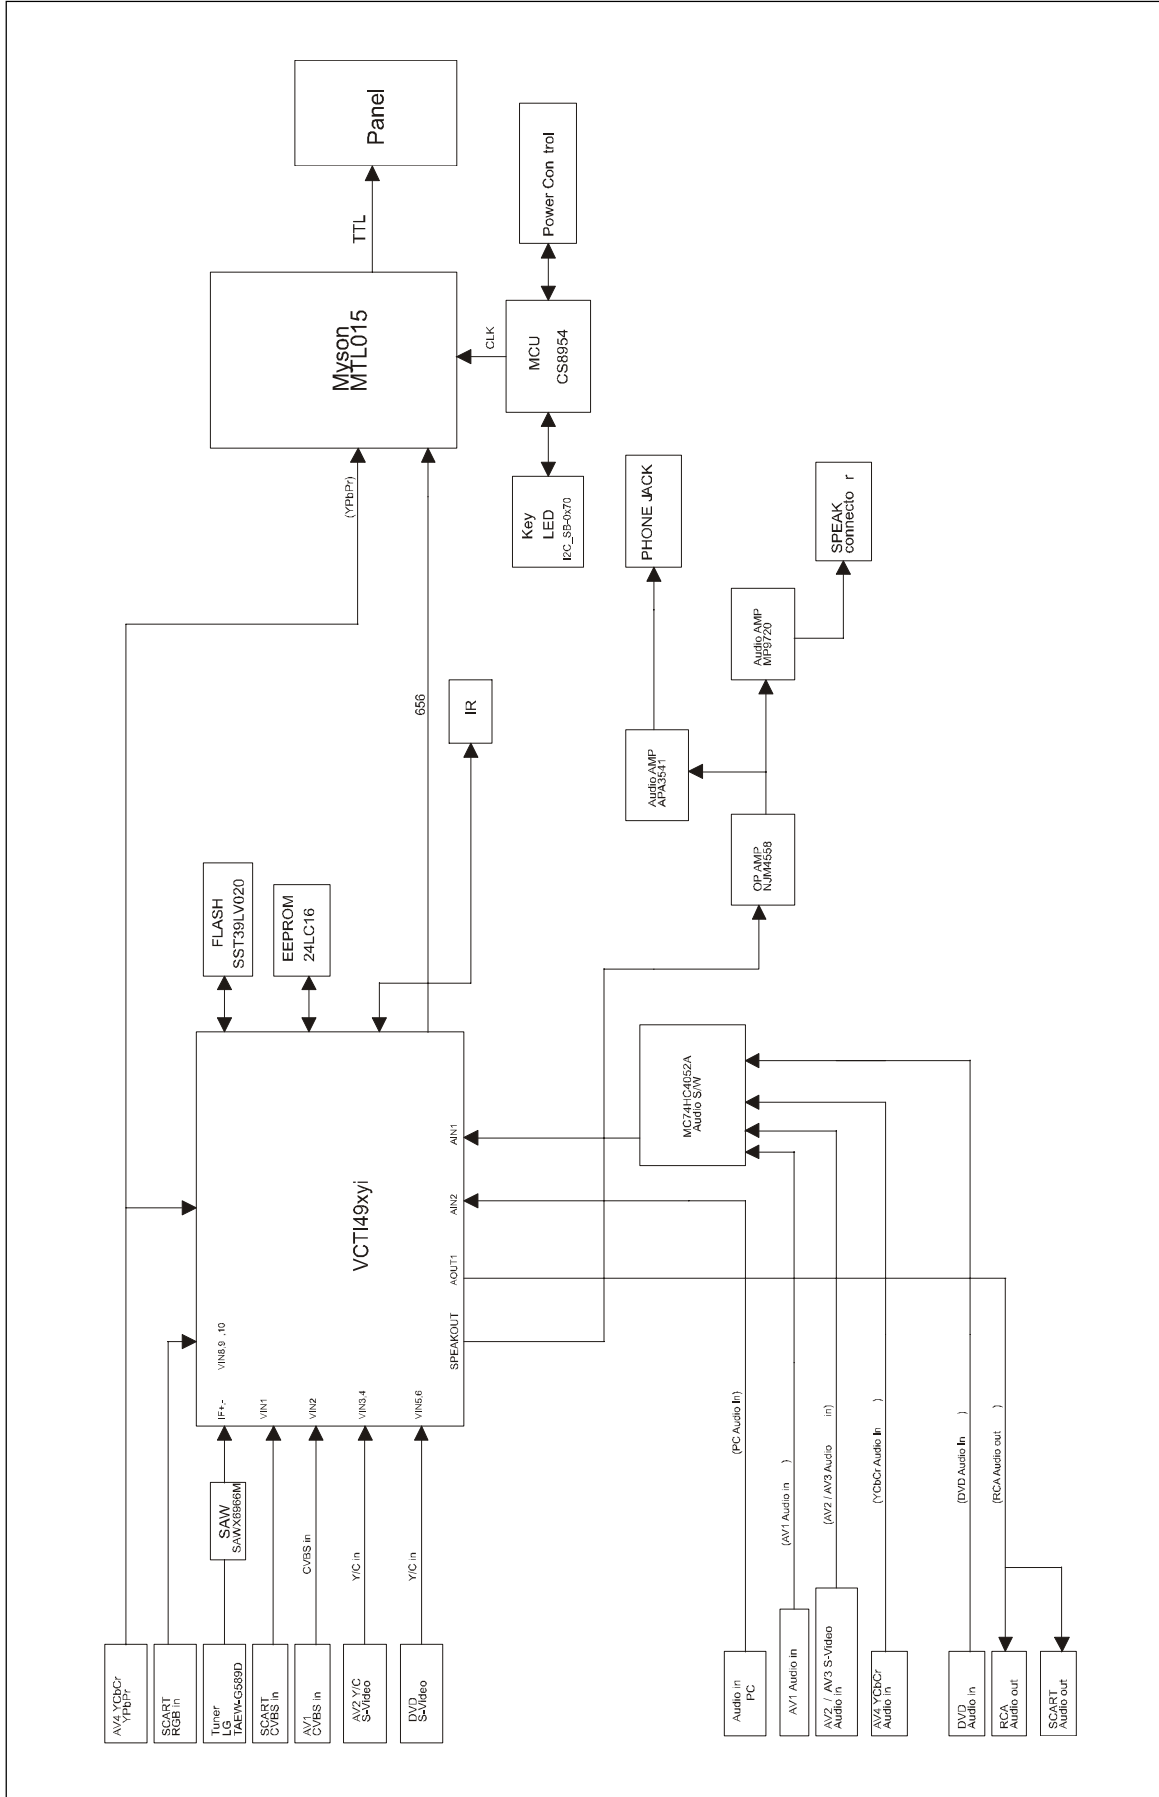 Panel
TTL
Myson
MTL015
Power Con trol
CLK
MCU
CS8954
(YPbPr)
Key
LED
I2C_SB-0x70
656
IR
PHONE JACK
SPEAK
connecto r
Audio AMP
MP9720
Audio AMP
APA3541
OP AMP
NJM4558
FLASH
SST39LV020
EEPROM
24LC16
VCTI49xyi
VIN8,9 ,10
IF+,-
VIN1
VIN2
VIN3,4
VIN5,6
SPEAKOUT
AOUT1
AIN2
AIN1
MC74HC4052A
Audio S/W
SAW
SAWX6966M
CVBS in
Y/C in
Y/C in
AV4 YCbCr
YPbPr
SCART
RGB in
Tuner
LG
TAEW-G589D
SCART
CVBS in
AV1
CVBS in
AV2 Y/C
S-Video
DVD
S-Video
(PC Audio In)
(AV1 Audio in )
(AV2 / AV3 Audio in)
(YCbCr Audio In )
(DVD Audio In )
(RCA Audio out )
Audio in
PC
AV1 Audio in
AV2 / AV3 S-Video
Audio in
AV4 YCbCr
Audio in
DVD
Audio in
RCA
Audio out
SCART
Audio out